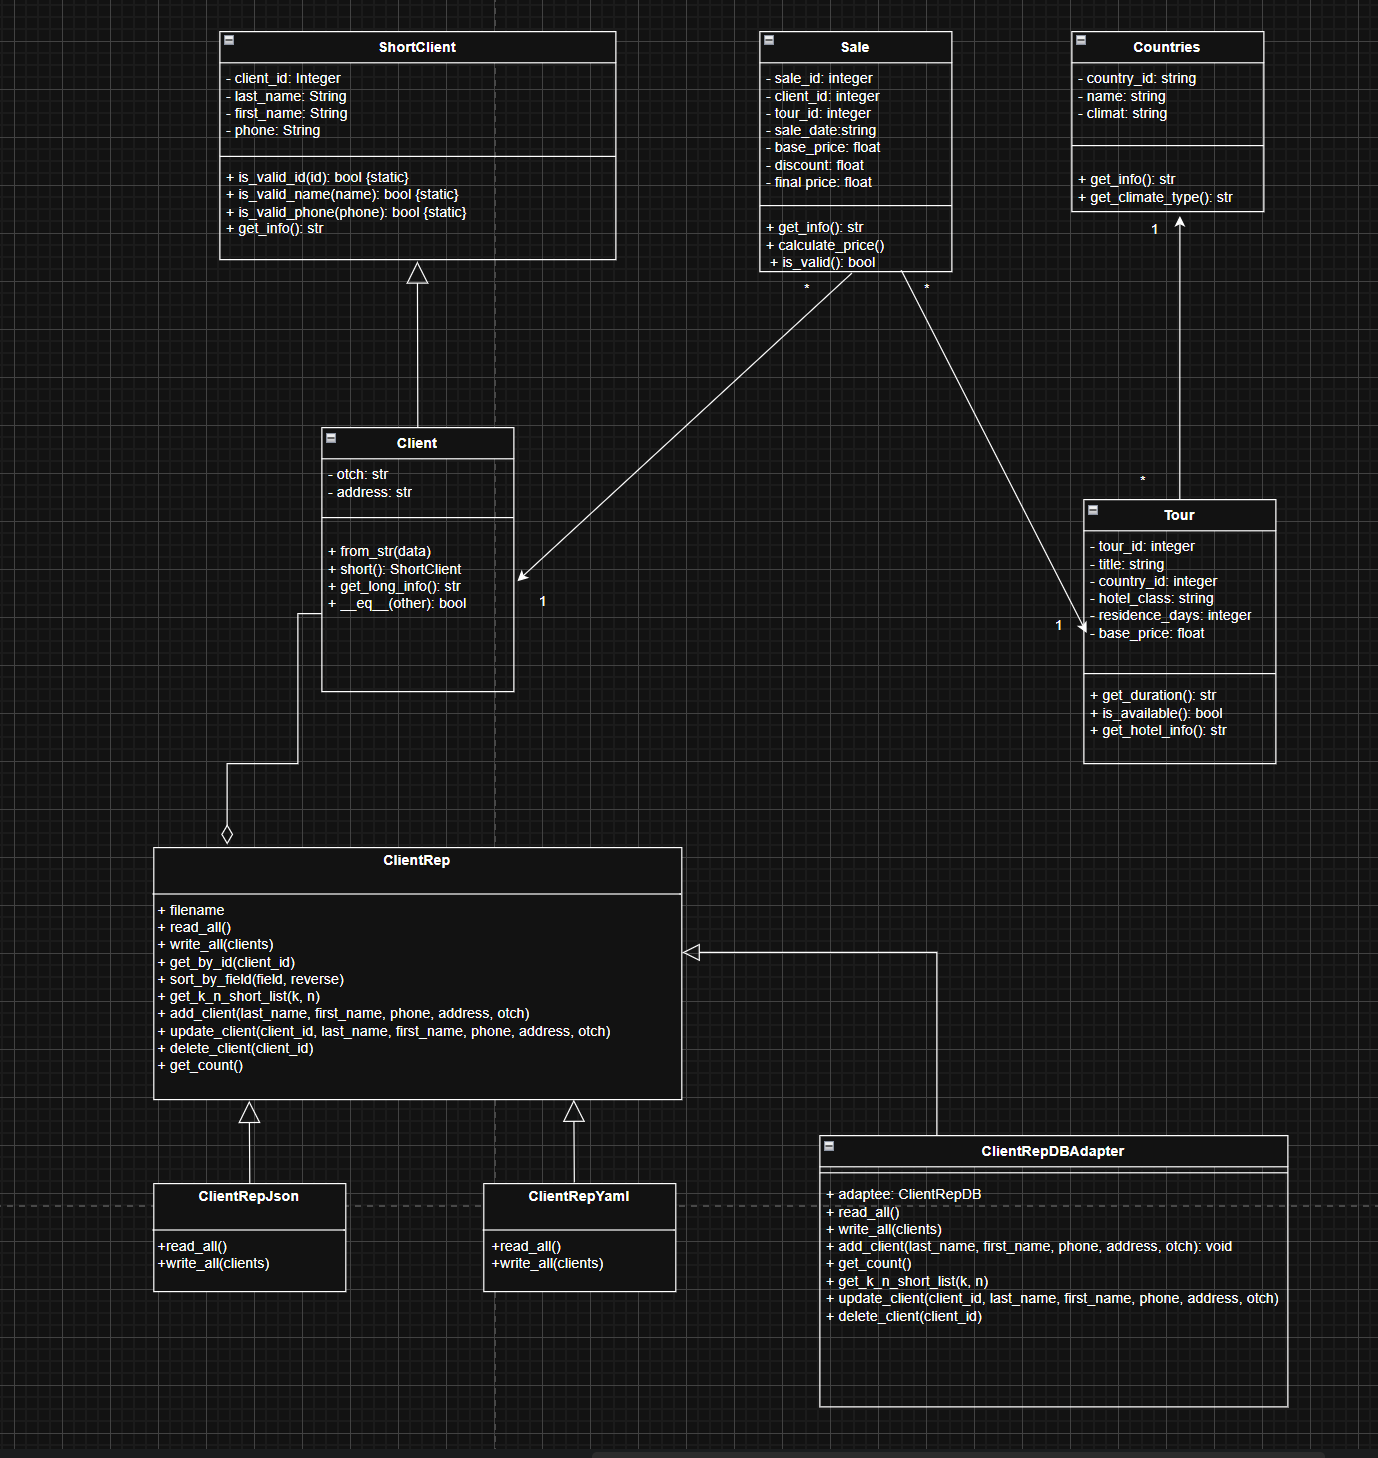 ShortClient
- client_id: Integer
- last_name: String
- first_name: String
- phone: String
+ is_valid_id(id): bool {static}
+ is_valid_name(name): bool {static}
+ is_valid_phone(phone): bool {static}
+ get_info(): str
Sale
- sale_id: integer
- client_id: integer
- tour_id: integer
- sale_date:string
- base_price: float
- discount: float
- final price: float
+ get_info(): str
+ calculate_price()
+ is_valid(): bool
Countries
- country_id: string
- name: string
- climat: string
+ get_info(): str
+ get_climate_type(): str
1
*
*
*
Client
- otch: str
- address: str
+ from_str(data)
+ short(): ShortClient
+ get_long_info(): str
+ __eq__(other): bool
1
1
Tour
- tour_id: integer
- title: string
- country_id: integer
- hotel_class: string
- residence_days: integer
- base_price: float
+ get_duration(): str
+ is_available(): bool
+ get_hotel_info(): str
ClientRep
+ filename
+ read_all()
+ write_all(clients)
+ get_by_id(client_id)
+ sort_by_field(field, reverse)
+ get_k_n_short_list(k, n)
+ add_client(last_name, first_name, phone, address, otch)
+ update_client(client_id, last_name, first_name, phone, address, otch)
+ delete_client(client_id)
+ get_count()
ClientRepJson
+read_all()
+write_all(clients)
ClientRepYaml
+read_all()
+write_all(clients)
ClientRepDBAdapter
+ adaptee: ClientRepDB
+ read_all()
+ write_all(clients)
+ add_client(last_name, first_name, phone, address, otch): void
+ get_count()
+ get_k_n_short_list(k, n)
+ update_client(client_id, last_name, first_name, phone, address, otch)
+ delete_client(client_id)